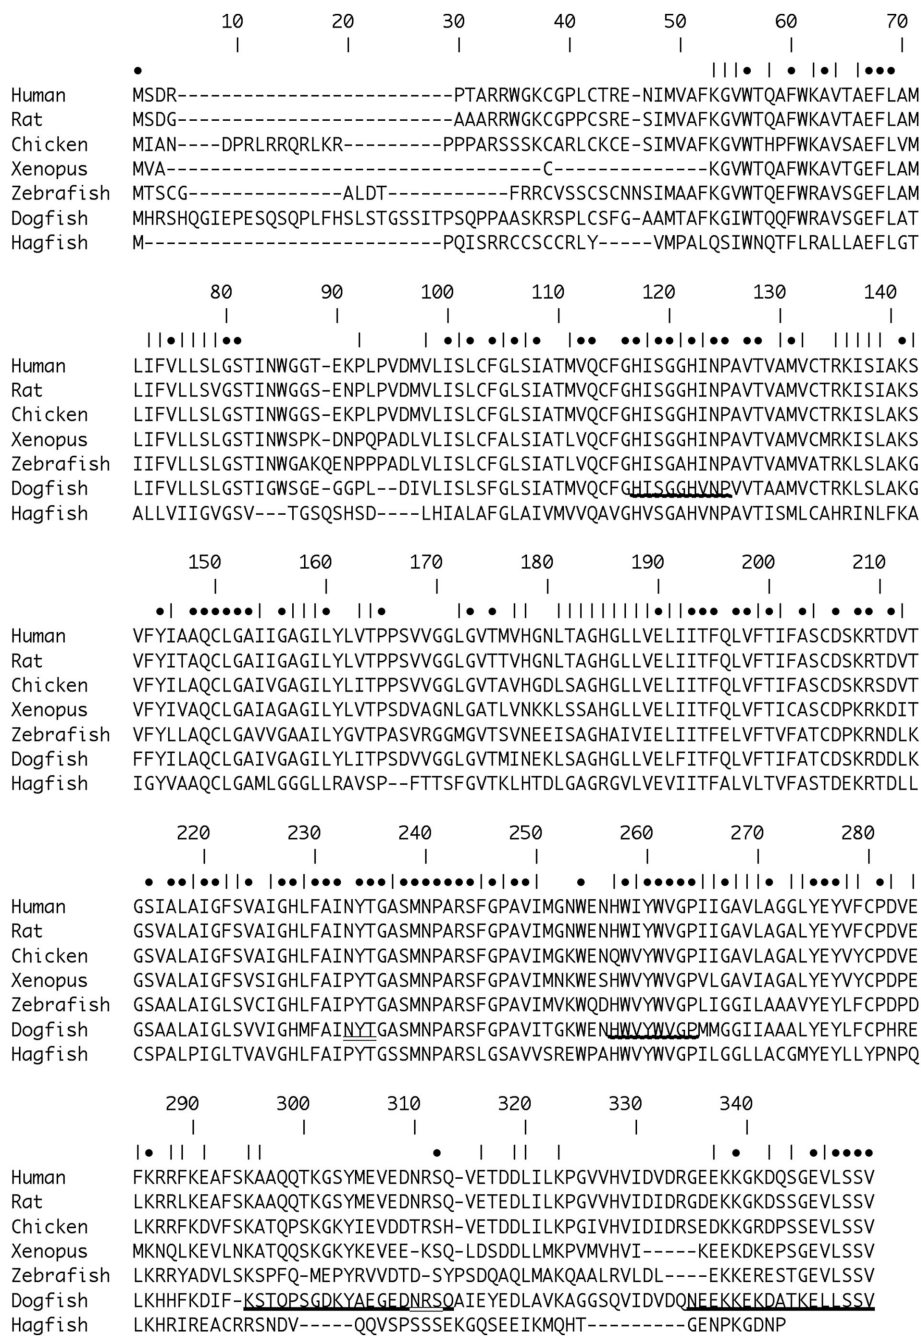 10 20 30 40 50 60 70
Human MSDR-------------------------PTARRWGKCGPLCTRE-NIMVAFKGVWTQAFWKAVTAEFLAM
Rat MSDG-------------------------AAARRWGKCGPPCSRE-SIMVAFKGVWTQAFWKAVTAEFLAM
Chicken MIAN----DPRLRRQRLKR---------PPPARSSSKCARLCKCE-SIMVAFKGVWTHPFWKALVMEFLVM
Xenopus MVA----------------------------------C--------------KGVWTQAFWKAVTGEFLAM
Zebrafish MTSCG--------------ALDT-----------FRRCVSSCSCNNSIMAAFKGVWTQEFWRAVSGEFLAM
Dogfish MHRSHQGIEPESQSQPLFHSLSTGSSITPSQPPAASKRSPLCSFG-AAMTAFKGIWTQQFWRAVSGEFLAT
Hagfish M---------------------------PQISRRCCSCCRLY-----VMPALQSIWNQTFLRALLAEFLGT
80 90 100 110 120 130 140
Human LIFVLLSLGSTINWGGT-EKPLPVDMVLISLCFGLSIATMVQCFGHISGGHINPAVTVAMVCTRKISIAKS
Rat LIFVLLSVGSTINWGGS-ENPLPVDMVLISLCFGLSIATMVQCFGHISGGHINPAVTVAMVCTRKISIAKS
Chicken LIFVLLSLGSTINWGGS-EKPLPVDMVLISLCFGLSIATMVQCFGHISGGHINPAVTVAMVCTRKISLAKS
Xenopus LIFVLLSLGSTINWSPK-DNPQPADLVLISLCFALSIATLVQCFGHISGGHINPAVTVAMVCMRKISLAKS
Zebrafish IIFVLLSLGSTINWGAKQENPPPADLVLISLCFGLSIATLVQCFGHISGAHINPAVTVAMVATRKLSLAKG
Dogfish LIFVLLSLGSTIGWSGE-GGPL--DIVLISLSFGLSIATMVQCFGHISGGHVNPVVTAAMVCTRKLSLAKG
Hagfish ALLVIIGVGSV---TGSQSHSD----LHIALAFGLAIVMVVQAVGHVSGAHVNPAVTISMLCAHRINLFKA
150 160 170 180 190 200 210
Human VFYIAAQCLGAIIGAGILYLVTPPSVVGGLGVTMVHGNLTAGHGLLVELIITFQLVFTIFASCDSKRTDVT
Rat VFYITAQCLGAIIGAGILYLVTPPSVVGGLGVTTVHGNLTAGHGLLVELIITFQLVFTIFASCDSKRTDVT
Chicken VFYILAQCLGAIVGAGILYLITPPSVVGGLGVTAVHGDLSAGHGLLVELIITFQLVFTIFASCDSKRSDVT
Xenopus VFYIVAQCLGAIAGAGILYLVTPSDVAGNLGATLVNKKLSSAHGLLVELIITFQLVFTICASCDPKRKDIT
Zebrafish VFYLLAQCLGAVVGAAILYGVTPASVRGGMGVTSVNEEISAGHAIVIELIITFELVFTVFATCDPKRNDLK
Dogfish FFYILAQCLGAIVGAGILYLITPSDVVGGLGVTMINEKLSAGHGLLVELFITFQLVFTIFATCDSKRDDLK
Hagfish IGYVAAQCLGAMLGGGLLRAVSP--FTTSFGVTKLHTDLGAGRGVLVEVIITFALVLTVFASTDEKRTDLL
220 230 240 250 260 270 280
Human GSIALAIGFSVAIGHLFAINYTGASMNPARSFGPAVIMGNWENHWIYWVGPIIGAVLAGGLYEYVFCPDVE
Rat GSVALAIGFSVAIGHLFAINYTGASMNPARSFGPAVIMGNWENHWIYWVGPIIGAVLAGALYEYVFCPDVE
Chicken GSVALAIGFSVAIGHLFAINYTGASMNPARSFGPAVIMGKWENQWVYWVGPIIGAVLAGALYEYVYCPDVE
Xenopus GSVALAIGFSVSIGHLFAIPYTGASMNPARSFGPAVIMNKWESHWVYWVGPVLGAVIAGALYEYVYCPDPE
Zebrafish GSAALAIGLSVCIGHLFAIPYTGASMNPARSFGPAVIMVKWQDHWVYWVGPLIGGILAAAVYEYLFCPDPD
Dogfish GSAALAIGLSVVIGHMFAINYTGASMNPARSFGPAVITGKWENHWVYWVGPMMGGIIAAALYEYLFCPHRE
Hagfish CSPALPIGLTVAVGHLFAIPYTGSSMNPARSLGSAVVSREWPAHWVYWVGPILGGLLACGMYEYLLYPNPQ
290 300 310 320 330 340
Human FKRRFKEAFSKAAQQTKGSYMEVEDNRSQ-VETDDLILKPGVVHVIDVDRGEEKKGKDQSGEVLSSV
Rat LKRRLKEAFSKAAQQTKGSYMEVEDNRSQ-VETEDLILKPGVVHVIDIDRGDEKKGKDSSGEVLSSV
Chicken LKRRFKDVFSKATQPSKGKYIEVDDTRSH-VETDDLILKPGIVHVIDIDRSEDKKGRDPSSEVLSSV
Xenopus MKNQLKEVLNKATQQSKGKYKEVEE-KSQ-LDSDDLLMKPVMVHVI-----KEEKDKEPSGEVLSSV
Zebrafish LKRRYADVLSKSPFQ-MEPYRVVDTD-SYPSDQAQLMAKQAALRVLDL----EKKERESTGEVLSSV
Dogfish LKHHFKDIF-KSTQPSGDKYAEGEDNRSQAIEYEDLAVKAGGSQVIDVDQNEEKKEKDATKELLSSV
Hagfish LKHRIREACRRSNDV-----QQVSPSSSEKGQSEEIKMQHT---------GENPKGDNP